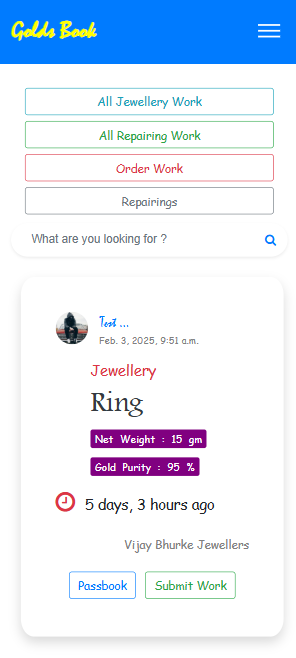 Golds Book
All Jewellery Work
All Repairing Work
Order Work
Repairings
What are you looking for ?
Test ...
Feb. 3, 2025, 9:51 a.m.
Jewellery
Ring
Net Weight : 15 gm
Gold Purity : 95 %
5 days, 3 hours ago
Vijay Bhurke Jewellers
Passbook
Submit Work